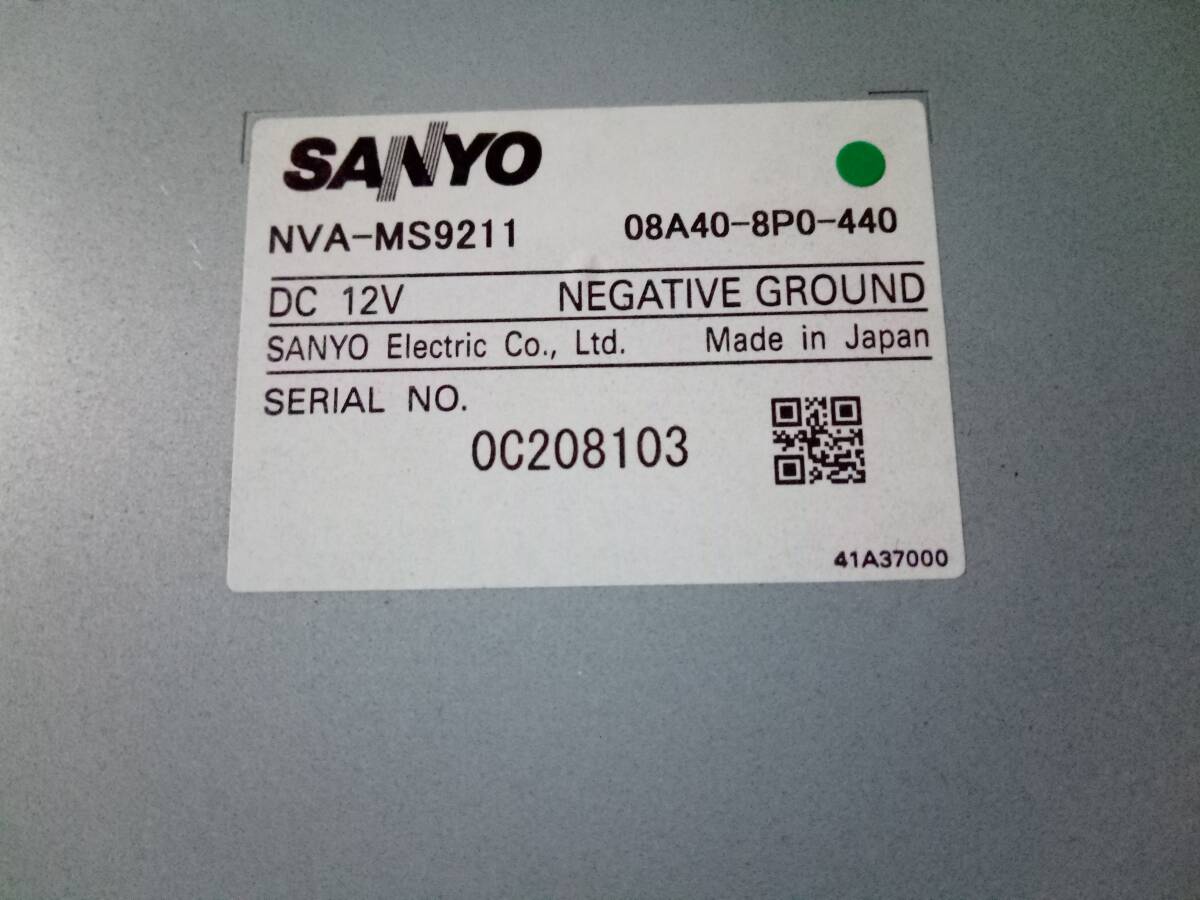 SANYO
NVA-MS9211 08A40-8P0-440
DC 12V NEGATIVE GROUND
SANYO Electric Co., Ltd. Made in Japan
SERIAL NO.
0C208103
41A37000